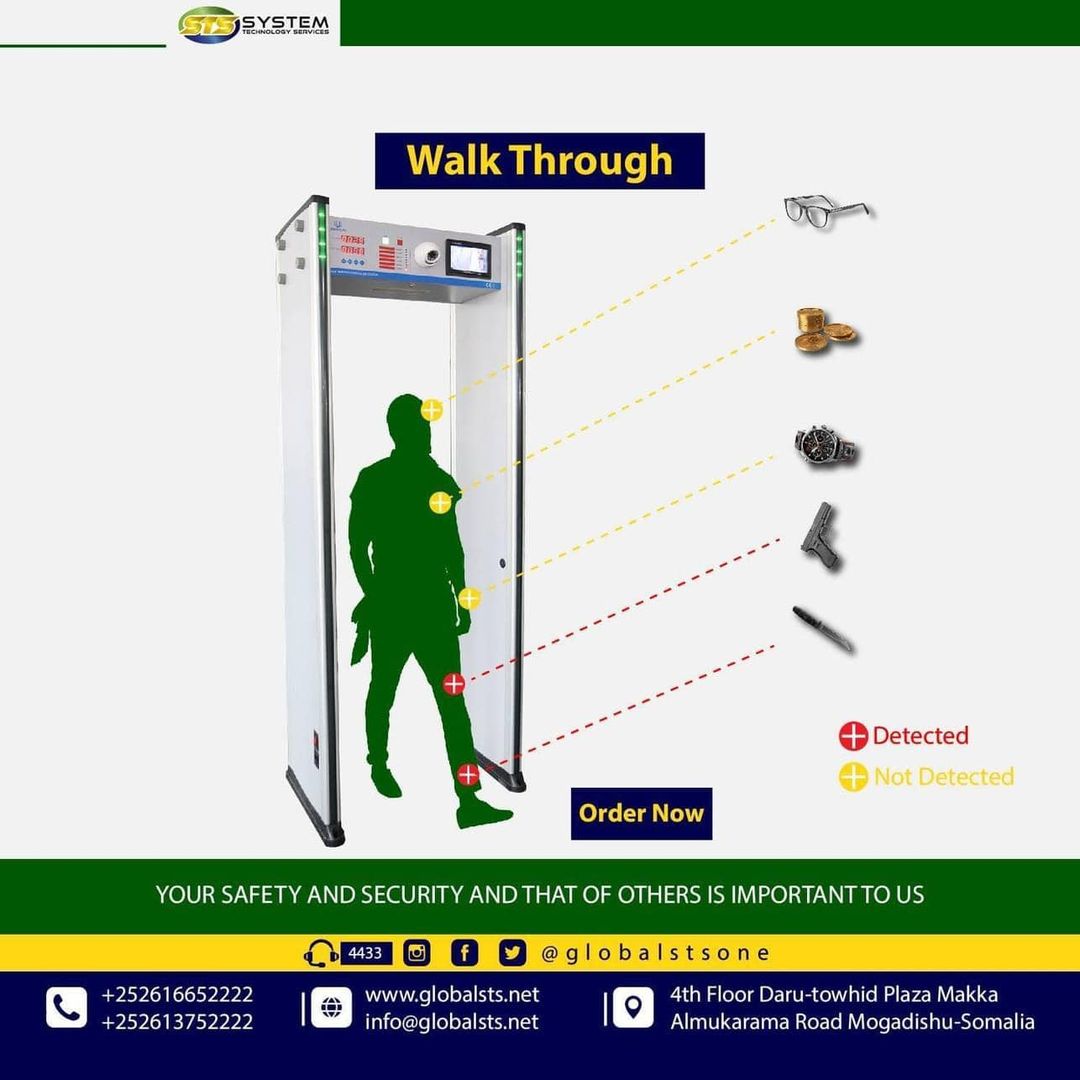 STS SYSTEM
TECHNOLOGY SERVICES
Walk Through
Detected
Not Detected
Order Now
YOUR SAFETY AND SECURITY AND THAT OF OTHERS IS IMPORTANT TO US
4433 @globalstsone
+252616652222
+252613752222
www.globalsts.net
info@globalsts.net
4th Floor Daru-towhid Plaza Makka
Almukarama Road Mogadishu-Somalia